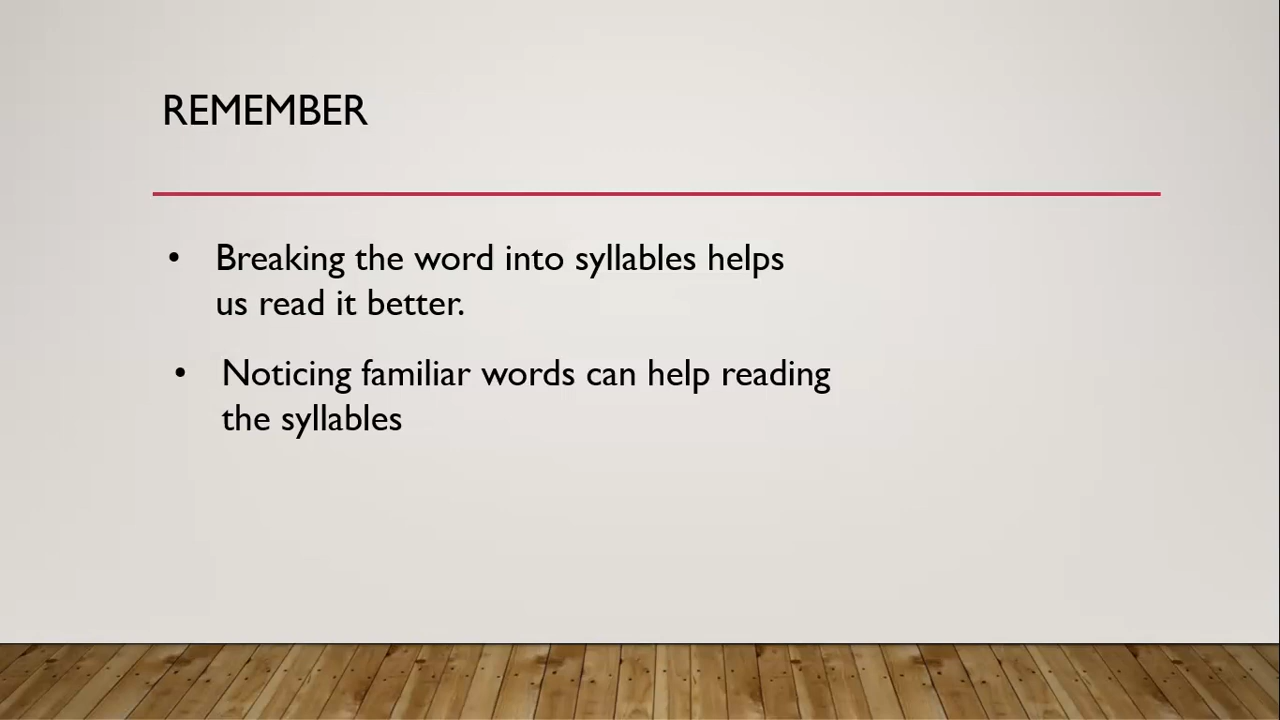 REMEMBER
• Breaking the word into syllables helps
us read it better.
• Noticing familiar words can help reading
the syllables